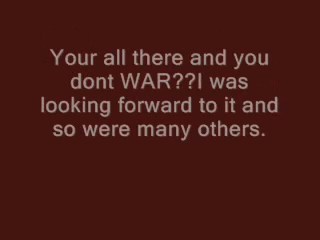 Your all there and you
dont WAR??I was
looking forward to it and
so were many others.